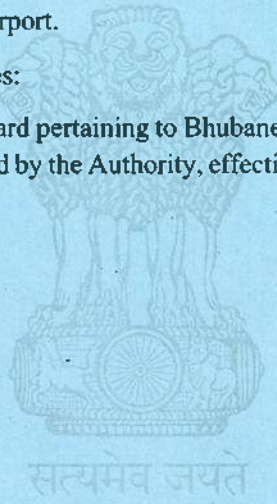 rport.
es:
ard pertaining to Bhubane
d by the Authority, effecti
सत्यमेव जयते